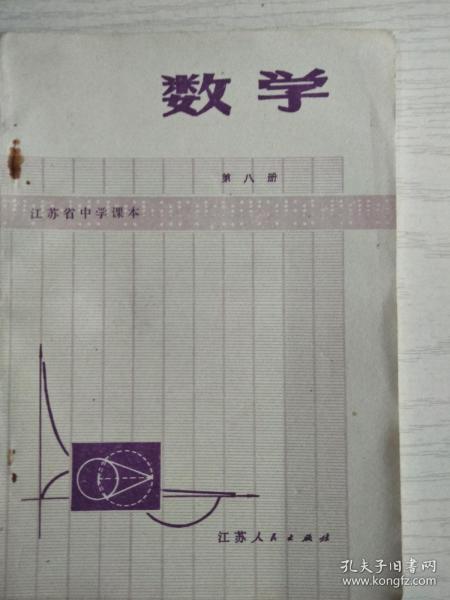 数学
第八册
江苏省中学课本
江苏人民出版社
孔夫子旧书网
www.kongfz.com